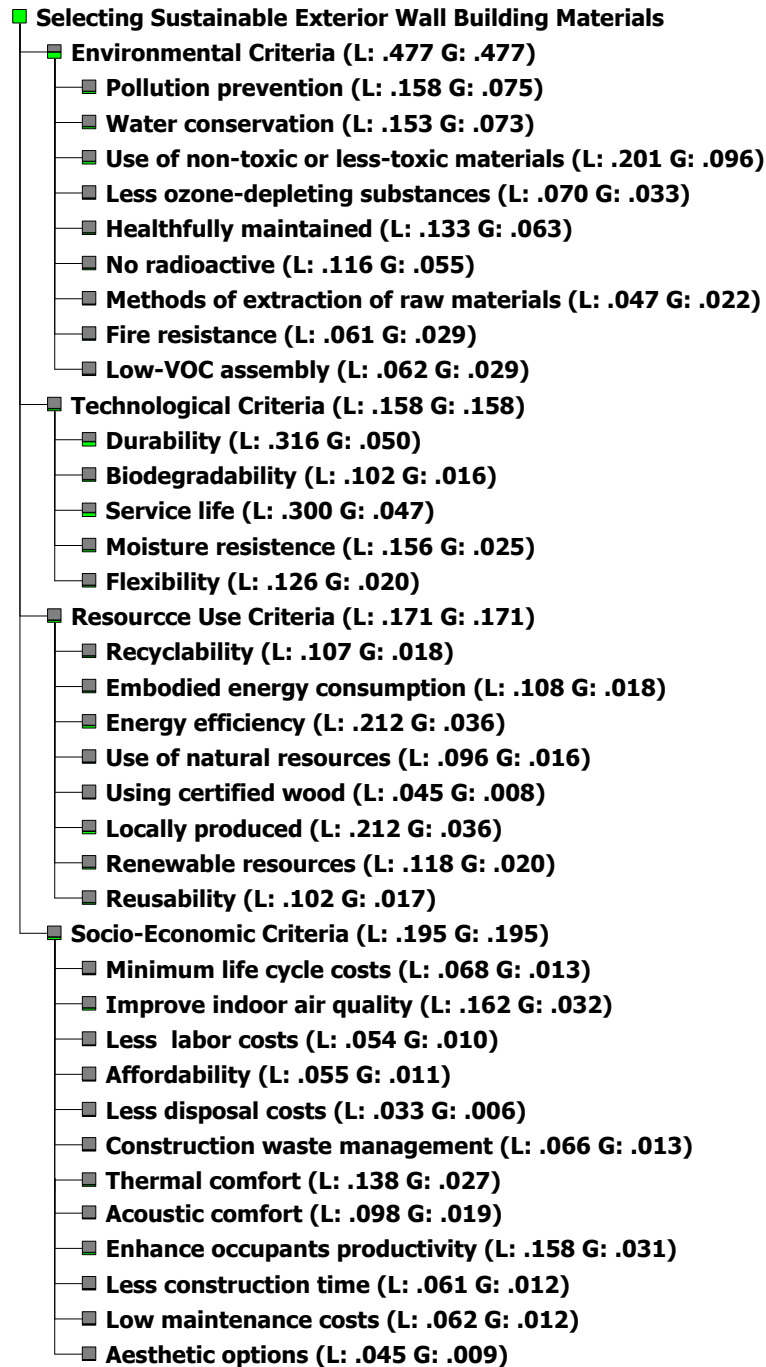 Selecting Sustainable Exterior Wall Building Materials
Environmental Criteria (L: .477 G: .477)
Pollution prevention (L: .158 G: .075)
Water conservation (L: .153 G: .073)
Use of non-toxic or less-toxic materials (L: .201 G: .096)
Less ozone-depleting substances (L: .070 G: .033)
Healthfully maintained (L: .133 G: .063)
No radioactive (L: .116 G: .055)
Methods of extraction of raw materials (L: .047 G: .022)
Fire resistance (L: .061 G: .029)
Low-VOC assembly (L: .062 G: .029)
Technological Criteria (L: .158 G: .158)
Durability (L: .316 G: .050)
Biodegradability (L: .102 G: .016)
Service life (L: .300 G: .047)
Moisture resistence (L: .156 G: .025)
Flexibility (L: .126 G: .020)
Resourcce Use Criteria (L: .171 G: .171)
Recyclability (L: .107 G: .018)
Embodied energy consumption (L: .108 G: .018)
Energy efficiency (L: .212 G: .036)
Use of natural resources (L: .096 G: .016)
Using certified wood (L: .045 G: .008)
Locally produced (L: .212 G: .036)
Renewable resources (L: .118 G: .020)
Reusability (L: .102 G: .017)
Socio-Economic Criteria (L: .195 G: .195)
Minimum life cycle costs (L: .068 G: .013)
Improve indoor air quality (L: .162 G: .032)
Less  labor costs (L: .054 G: .010)
Affordability (L: .055 G: .011)
Less disposal costs (L: .033 G: .006)
Construction waste management (L: .066 G: .013)
Thermal comfort (L: .138 G: .027)
Acoustic comfort (L: .098 G: .019)
Enhance occupants productivity (L: .158 G: .031)
Less construction time (L: .061 G: .012)
Low maintenance costs (L: .062 G: .012)
Aesthetic options (L: .045 G: .009)